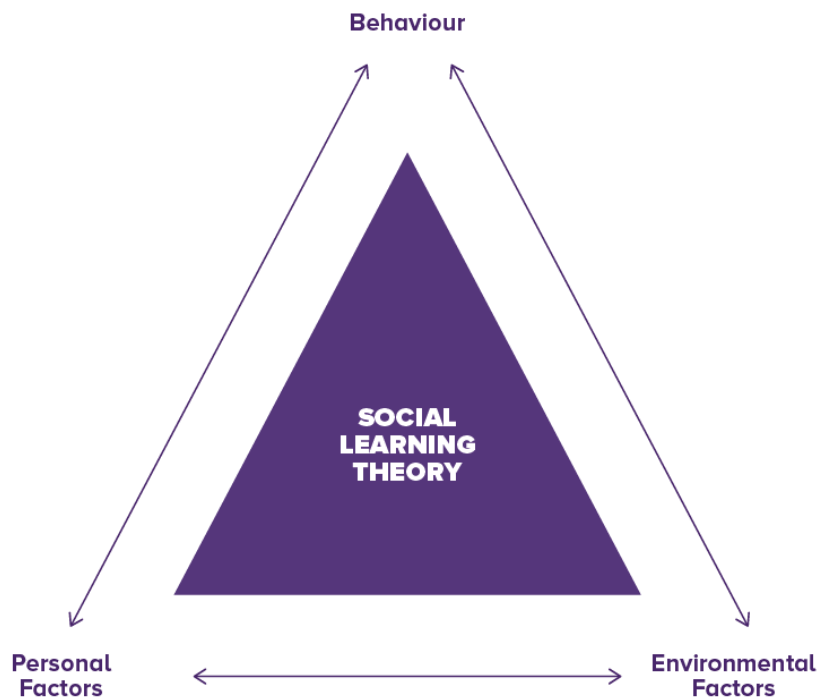 Behaviour
SOCIAL
LEARNING
THEORY
Personal
Factors
Environmental
Factors